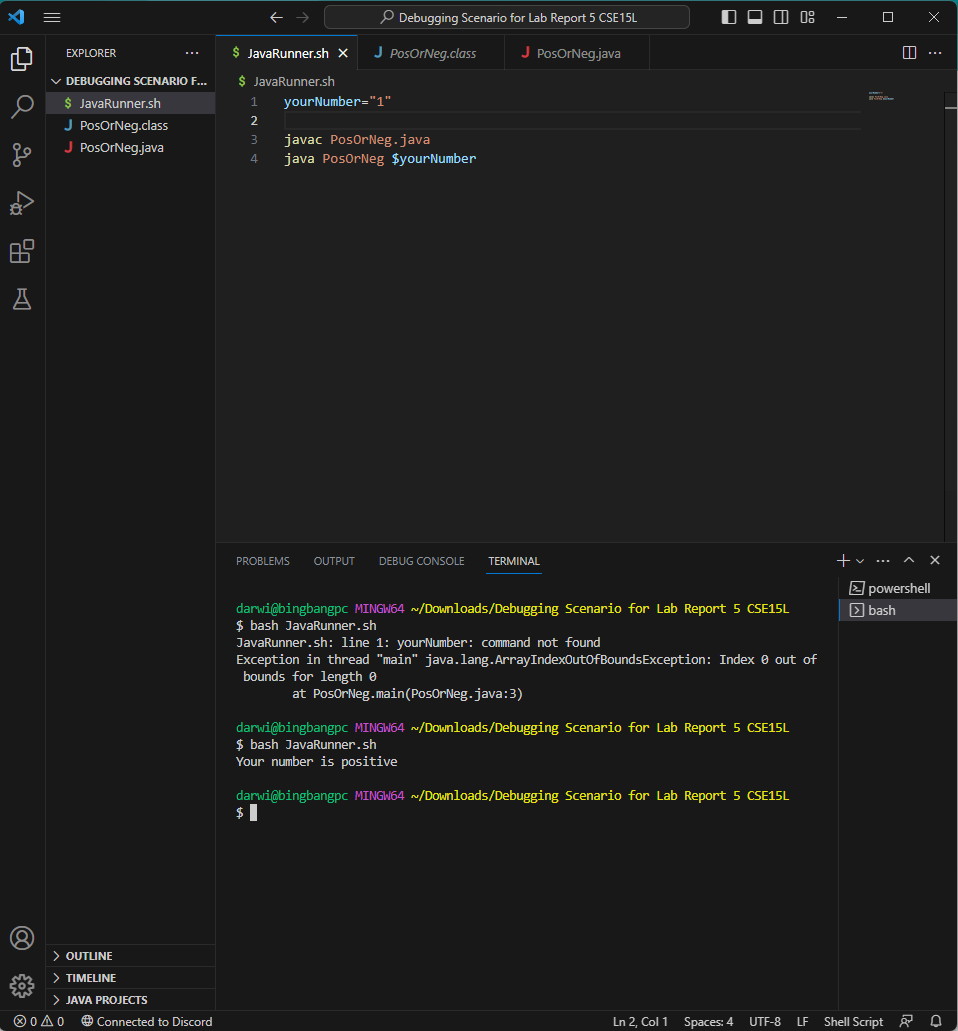 Debugging Scenario for Lab Report 5 CSE15L
EXPLORER
DEBUGGING SCENARIO F...
$ JavaRunner.sh
J PosOrNeg.class
J PosOrNeg.java
$ JavaRunner.sh
J PosOrNeg.class
J PosOrNeg.java
$ JavaRunner.sh
1 yourNumber="1"
2
3 javac PosOrNeg.java
4 java PosOrNeg $yourNumber
PROBLEMS OUTPUT DEBUG CONSOLE TERMINAL
powershell
bash
darwi@bingbangpc MINGW64 ~/Downloads/Debugging Scenario for Lab Report 5 CSE15L
$ bash JavaRunner.sh
JavaRunner.sh: line 1: yourNumber: command not found
Exception in thread "main" java.lang.ArrayIndexOutOfBoundsException: Index 0 out of
bounds for length 0
at PosOrNeg.main(PosOrNeg.java:3)
darwi@bingbangpc MINGW64 ~/Downloads/Debugging Scenario for Lab Report 5 CSE15L
$ bash JavaRunner.sh
Your number is positive
darwi@bingbangpc MINGW64 ~/Downloads/Debugging Scenario for Lab Report 5 CSE15L
$
OUTLINE
TIMELINE
JAVA PROJECTS
0 0 Connected to Discord
Ln 2, Col 1 Spaces: 4 UTF-8 LF Shell Script